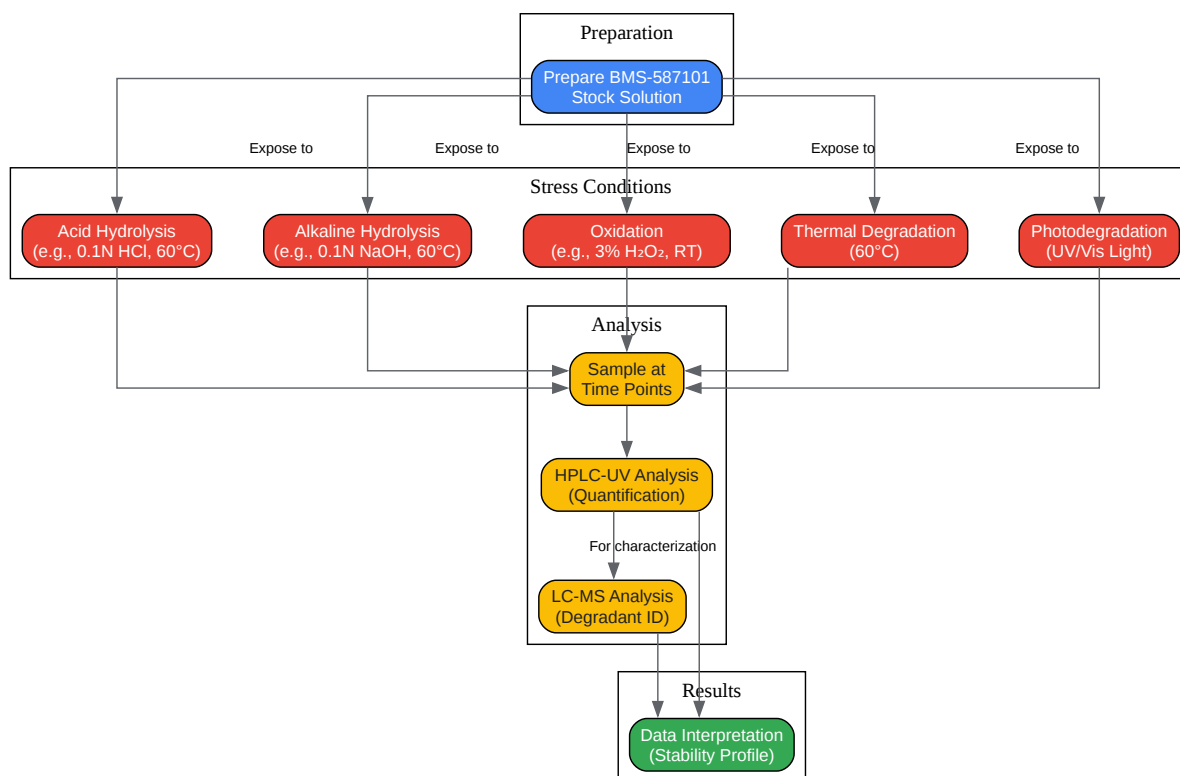 Preparation
Prepare BMS-587101
Stock Solution
Expose to
Expose to
Expose to
Expose to
Expose to
Stress Conditions
Acid Hydrolysis
(e.g., 0.1N HCl, 60°C)
Alkaline Hydrolysis
(e.g., 0.1N NaOH, 60°C)
Oxidation
(e.g., 3% H₂O₂, RT)
Thermal Degradation
(60°C)
Photodegradation
(UV/Vis Light)
Analysis
Sample at
Time Points
HPLC-UV Analysis
(Quantification)
For characterization
LC-MS Analysis
(Degradant ID)
Results
Data Interpretation
(Stability Profile)